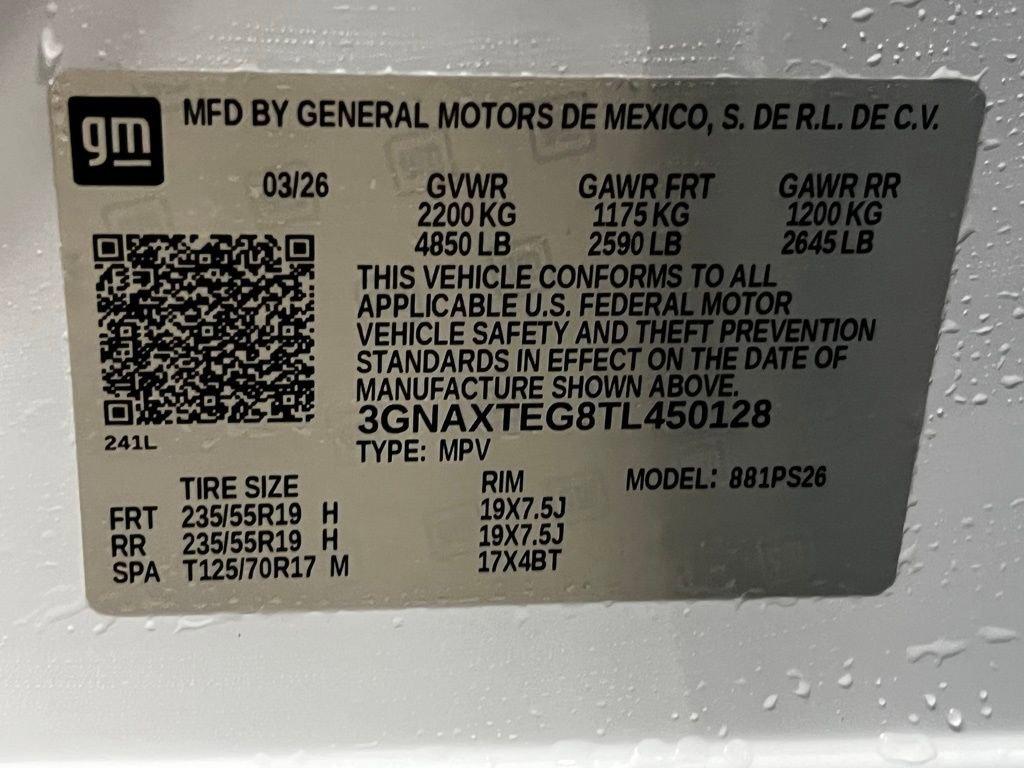 gm
MFD BY GENERAL MOTORS DE MEXICO, S. DE R.L. DE C.V.
03/26 GVWR GAWR FRT GAWR RR
2200 KG 1175 KG 1200 KG
4850 LB 2590 LB 2645 LB
THIS VEHICLE CONFORMS TO ALL
APPLICABLE U.S. FEDERAL MOTOR
VEHICLE SAFETY AND THEFT PREVENTION
STANDARDS IN EFFECT ON THE DATE OF
MANUFACTURE SHOWN ABOVE.
3GNAXTEG8TL450128
241L
TYPE: MPV
TIRE SIZE RIM MODEL: 881PS26
FRT 235/55R19 H 19X7.5J
RR 235/55R19 H 19X7.5J
SPA T125/70R17 M 17X4BT